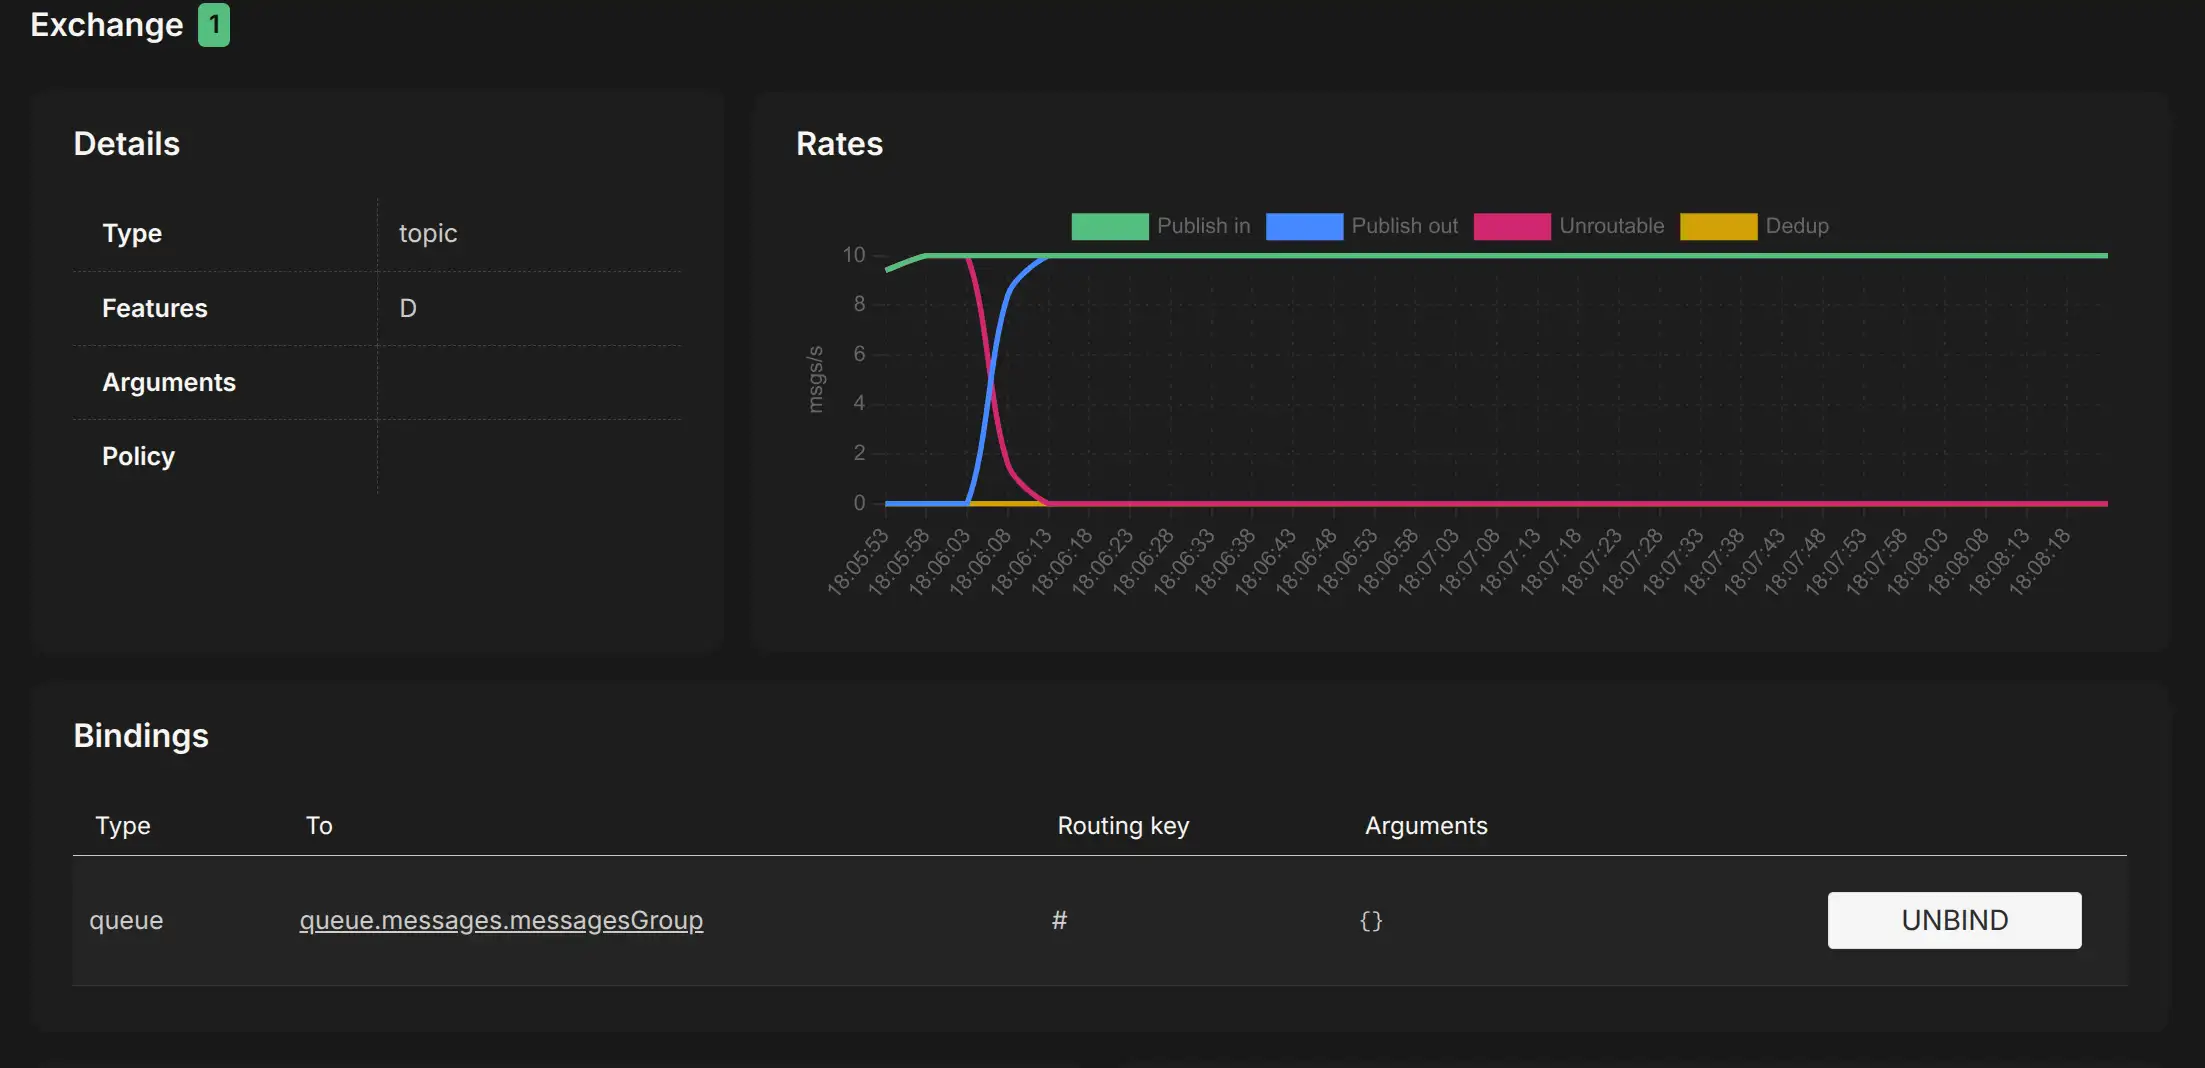 Exchange 1
Details
Type topic
Features D
Arguments
Policy
Rates
Publish in Publish out Unroutable Dedup
msgs/s
10
8
6
4
2
0
18:05:53 18:05:58 18:06:03 18:06:08 18:06:13 18:06:18 18:06:23 18:06:28 18:06:33 18:06:38 18:06:43 18:06:48 18:06:53 18:06:58 18:07:03 18:07:08 18:07:13 18:07:18 18:07:23 18:07:28 18:07:33 18:07:38 18:07:43 18:07:48 18:07:53 18:07:58 18:08:03 18:08:08 18:08:13 18:08:18
Bindings
Type To Routing key Arguments
queue queue.messages.messagesGroup # {} UNBIND